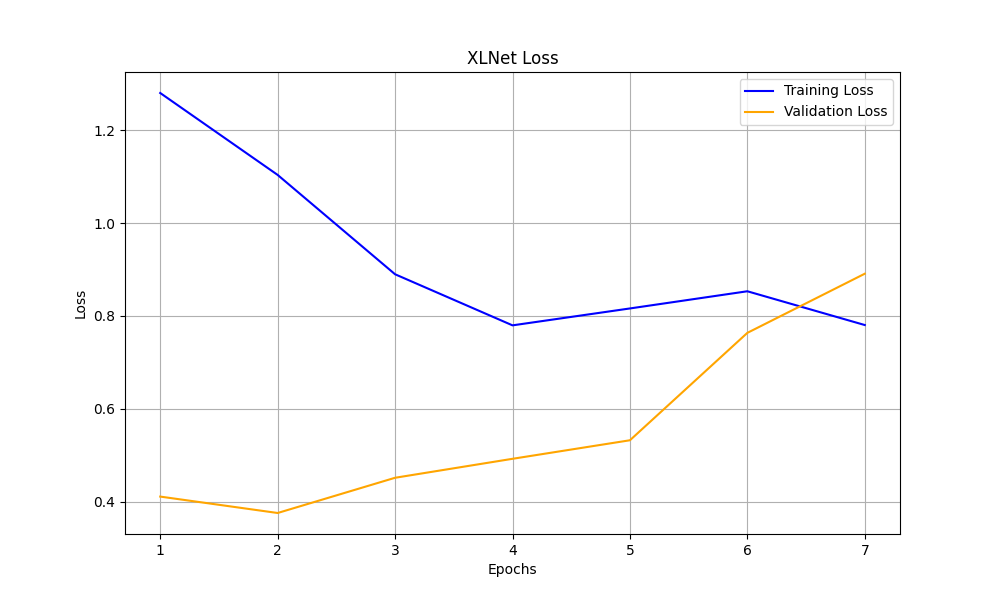 XLNet Loss
Training Loss
Validation Loss
Loss
1.2
1.0
0.8
0.6
0.4
1 2 3 4 5 6 7
Epochs